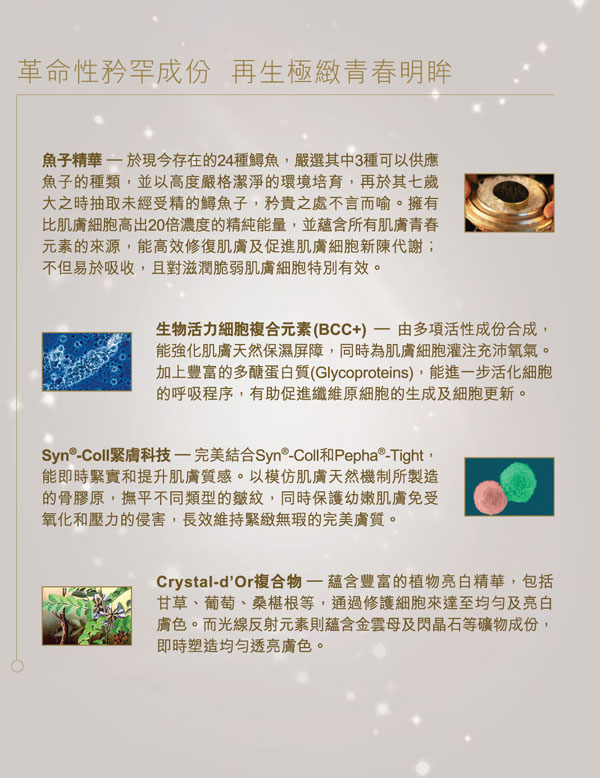 革命性矜罕成份 再生極緻青春明眸
魚子精華 — 於現今存在的24種鱘魚，嚴選其中3種可以供應
魚子的種類，並以高度嚴格潔淨的環境培育，再於其七歲
大之時抽取未經受精的鱘魚子，矜貴之處不言而喻。擁有
比肌膚細胞高出20倍濃度的精純能量，並蘊含所有肌膚青春
元素的來源，能高效修復肌膚及促進肌膚細胞新陳代謝；
不但易於吸收，且對滋潤脆弱肌膚細胞特別有效。
生物活力細胞複合元素(BCC+) — 由多項活性成份合成，
能強化肌膚天然保濕屏障，同時為肌膚細胞灌注充沛氧氣。
加上豐富的多醣蛋白質(Glycoproteins)，能進一步活化細胞
的呼吸程序，有助促進纖維原細胞的生成及細胞更新。
Syn®-Coll緊膚科技 — 完美結合Syn®-Coll和Pepha®-Tight，
能即時緊實和提升肌膚質感。以模仿肌膚天然機制所製造
的骨膠原，撫平不同類型的皺紋，同時保護幼嫩肌膚免受
氧化和壓力的侵害，長效維持緊緻無瑕的完美膚質。
Crystal-d’Or複合物 — 蘊含豐富的植物亮白精華，包括
甘草、葡萄、桑椹根等，通過修護細胞來達至均勻及亮白
膚色。而光線反射元素則蘊含金雲母及閃晶石等礦物成份，
即時塑造均勻透亮膚色。